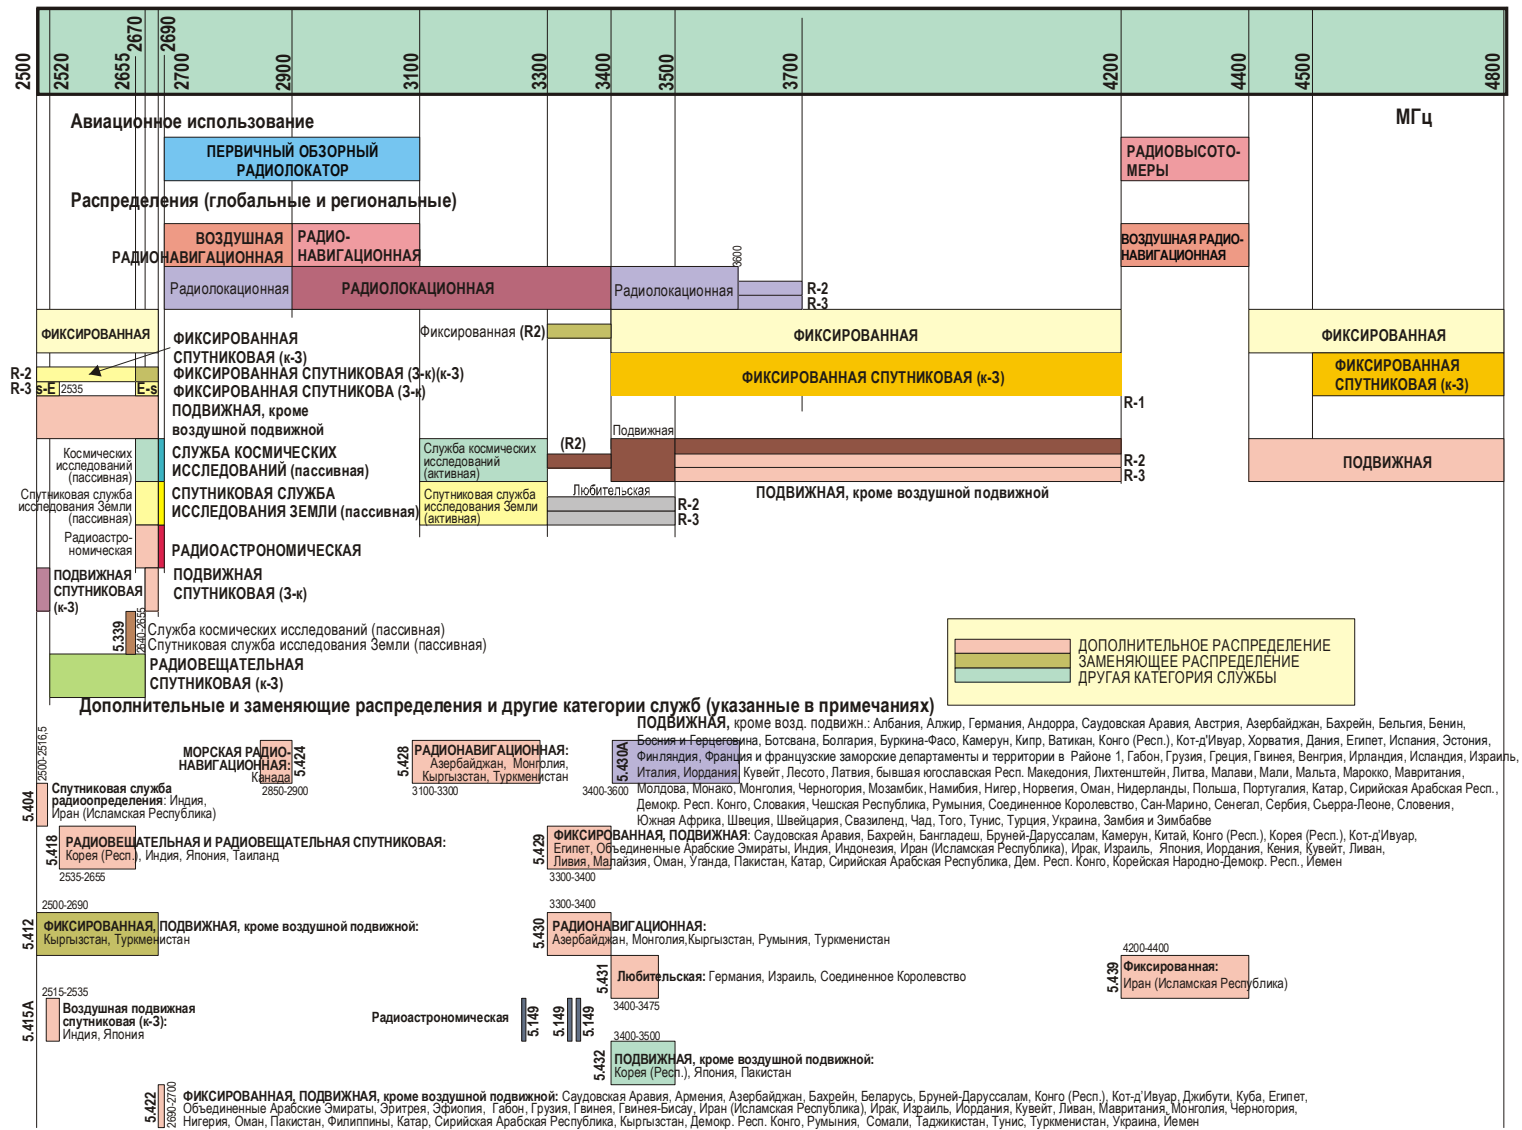 2500
2520
2655
2670
2690
2700
2900
3100
3300
3400
3500
3700
4200
4400
4500
4800
МГц
Авиационное использование
ПЕРВИЧНЫЙ ОБЗОРНЫЙ
РАДИОЛОКАТОР
РАДИОВЫСОТО-
МЕРЫ
Распределения (глобальные и региональные)
ВОЗДУШНАЯ
РАДИОНАВИГАЦИОННАЯ
РАДИО-
НАВИГАЦИОННАЯ
3600
ВОЗДУШНАЯ РАДИО-
НАВИГАЦИОННАЯ
Радиолокационная
РАДИОЛОКАЦИОННАЯ
Радиолокационная
R-2
R-3
ФИКСИРОВАННАЯ
ФИКСИРОВАННАЯ
СПУТНИКОВАЯ (к-З)
Фиксированная (R2)
ФИКСИРОВАННАЯ
ФИКСИРОВАННАЯ
R-2
ФИКСИРОВАННАЯ СПУТНИКОВАЯ (З-к)(к-З)
R-3
s-E
2535
E-s
ФИКСИРОВАННАЯ СПУТНИКОВА (З-к)
ФИКСИРОВАННАЯ СПУТНИКОВАЯ (к-З)
ФИКСИРОВАННАЯ
СПУТНИКОВАЯ (к-З)
R-1
ПОДВИЖНАЯ, кроме
воздушной подвижной
Космических
исследований
(пассивная)
СЛУЖБА КОСМИЧЕСКИХ
ИССЛЕДОВАНИЙ (пассивная)
Служба космических
исследований
(активная)
(R2)
Подвижная
R-2
R-3
ПОДВИЖНАЯ
ПОДВИЖНАЯ, кроме воздушной подвижной
Спутниковая служба
исследования Земли
(пассивная)
СПУТНИКОВАЯ СЛУЖБА
ИССЛЕДОВАНИЯ ЗЕМЛИ (пассивная)
Спутниковая служба
исследования Земли
(активная)
Любительская
R-2
R-3
Радиоастро-
номическая
РАДИОАСТРОНОМИЧЕСКАЯ
ПОДВИЖНАЯ
СПУТНИКОВАЯ
(к-З)
ПОДВИЖНАЯ
СПУТНИКОВАЯ (З-к)
5.339
2640-2655
Служба космических исследований (пассивная)
Спутниковая служба исследования Земли (пассивная)
РАДИОВЕЩАТЕЛЬНАЯ
СПУТНИКОВАЯ (к-З)
ДОПОЛНИТЕЛЬНОЕ РАСПРЕДЕЛЕНИЕ
ЗАМЕНЯЮЩЕЕ РАСПРЕДЕЛЕНИЕ
ДРУГАЯ КАТЕГОРИЯ СЛУЖБЫ
Дополнительные и заменяющие распределения и другие категории служб (указанные в примечаниях)
2500-2516,5
5.404
Спутниковая служба
радиоопределения: Индия,
Иран (Исламская Республика)
МОРСКАЯ РАДИО-
НАВИГАЦИОННАЯ:
Канада
5.424
2850-2900
5.428
РАДИОНАВИГАЦИОННАЯ:
Азербайджан, Монголия,
Кыргызстан, Туркменистан
3100-3300
5.430A
3400-3600
ПОДВИЖНАЯ, кроме возд. подвижн.: Албания, Алжир, Германия, Андорра, Саудовская Аравия, Австрия, Азербайджан, Бахрейн, Бельгия, Бенин,
Босния и Герцеговина, Ботсвана, Болгария, Буркина-Фасо, Камерун, Кипр, Ватикан, Конго (Респ.), Кот-д'Ивуар, Хорватия, Дания, Египет, Испания, Эстония,
Финляндия, Франция и французские заморские департаменты и территории в Районе 1, Габон, Грузия, Греция, Гвинея, Венгрия, Ирландия, Исландия, Израиль,
Италия, Иордания, Кувейт, Лесото, Латвия, бывшая югославская Респ. Македония, Лихтенштейн, Литва, Малави, Мали, Мальта, Марокко, Мавритания,
Молдова, Монако, Монголия, Черногория, Мозамбик, Намибия, Нигер, Норвегия, Оман, Нидерланды, Польша, Португалия, Катар, Сирийская Арабская Респ.,
Демокр. Респ. Конго, Словакия, Чешская Республика, Румыния, Соединенное Королевство, Сан-Марино, Сенегал, Сербия, Сьерра-Леоне, Словения,
Южная Африка, Швеция, Швейцария, Свазиленд, Чад, Того, Тунис, Турция, Украина, Замбия и Зимбабве
5.418
РАДИОВЕЩАТЕЛЬНАЯ И РАДИОВЕЩАТЕЛЬНАЯ СПУТНИКОВАЯ:
Корея (Респ.), Индия, Япония, Таиланд
2535-2655
5.429
ФИКСИРОВАННАЯ, ПОДВИЖНАЯ: Саудовская Аравия, Бахрейн, Бангладеш, Бруней-Даруссалам, Камерун, Китай, Конго (Респ.), Корея (Респ.), Кот-д'Ивуар,
Египет, Объединенные Арабские Эмираты, Индия, Индонезия, Иран (Исламская Республика), Ирак, Израиль, Япония, Иордания, Кения, Кувейт, Ливан,
Ливия, Малайзия, Оман, Уганда, Пакистан, Катар, Сирийская Арабская Республика, Дем. Респ. Конго, Корейская Народно-Демокр. Респ., Йемен
3300-3400
2500-2690
5.412
ФИКСИРОВАННАЯ, ПОДВИЖНАЯ, кроме воздушной подвижной:
Кыргызстан, Туркменистан
3300-3400
5.430
РАДИОНАВИГАЦИОННАЯ:
Азербайджан, Монголия,Кыргызстан, Румыния, Туркменистан
5.431
Любительская: Германия, Израиль, Соединенное Королевство
3400-3475
4200-4400
5.439
Фиксированная:
Иран (Исламская Республика)
2515-2535
5.415A
Воздушная подвижная
спутниковая (к-З):
Индия, Япония
Радиоастрономическая
5.149
5.149
5.149
3400-3500
5.432
ПОДВИЖНАЯ, кроме воздушной подвижной:
Корея (Респ.), Япония, Пакистан
5.422
2690-2700
ФИКСИРОВАННАЯ, ПОДВИЖНАЯ, кроме воздушной подвижной: Саудовская Аравия, Армения, Азербайджан, Бахрейн, Беларусь, Бруней-Даруссалам, Конго (Респ.), Кот-д'Ивуар, Джибути, Куба, Египет,
Объединенные Арабские Эмираты, Эритрея, Эфиопия, Габон, Грузия, Гвинея, Гвинея-Бисау, Иран (Исламская Республика), Ирак, Израиль, Иордания, Кувейт, Ливан, Мавритания, Монголия, Черногория,
Нигерия, Оман, Пакистан, Филиппины, Катар, Сирийская Арабская Республика, Кыргызстан, Демокр. Респ. Конго, Румыния, Сомали, Таджикистан, Тунис, Туркменистан, Украина, Йемен